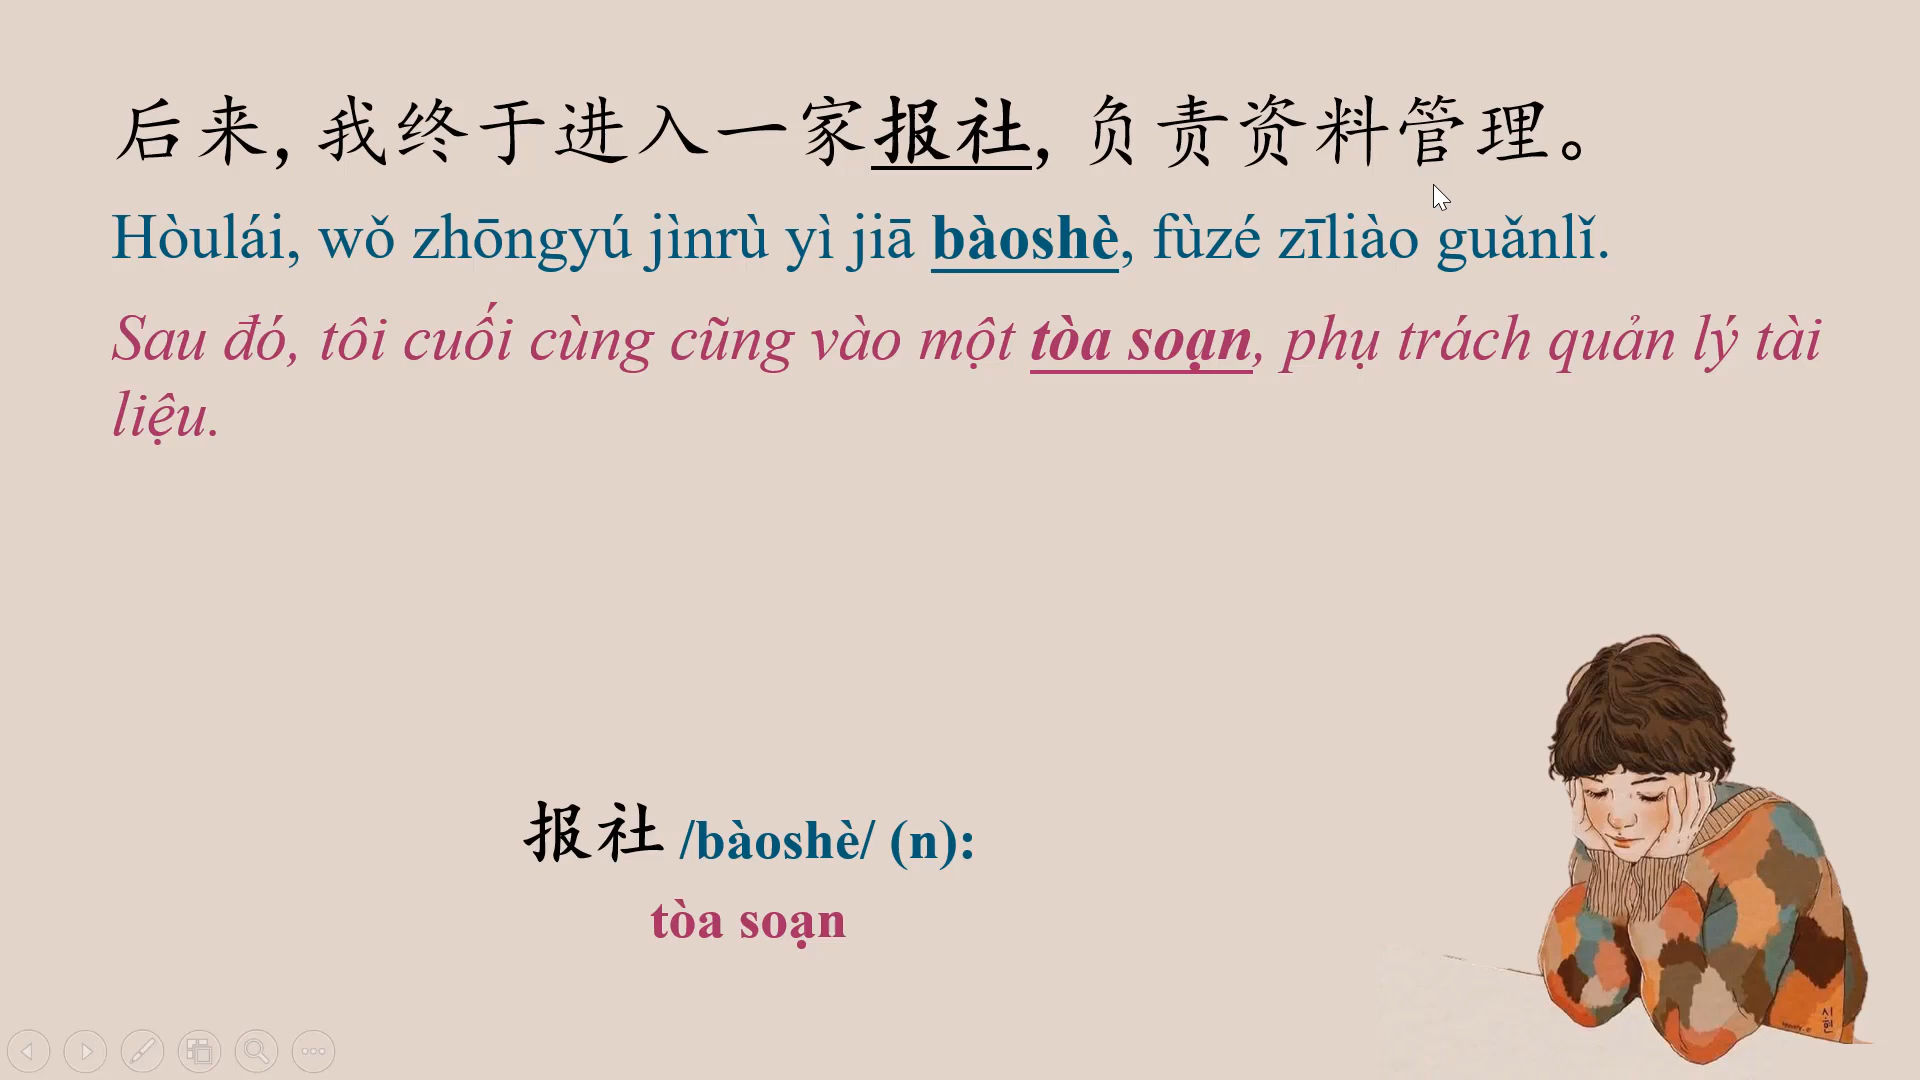 后来, 我终于进入一家报社, 负责资料管理。
Hòulái, wǒ zhōngyú jìnrù yì jiā bàoshè, fùzé zīliào guǎnlǐ.
Sau đó, tôi cuối cùng cũng vào một tòa soạn, phụ trách quản lý tài
liệu.
报社 /bàoshè/ (n):
tòa soạn
신현